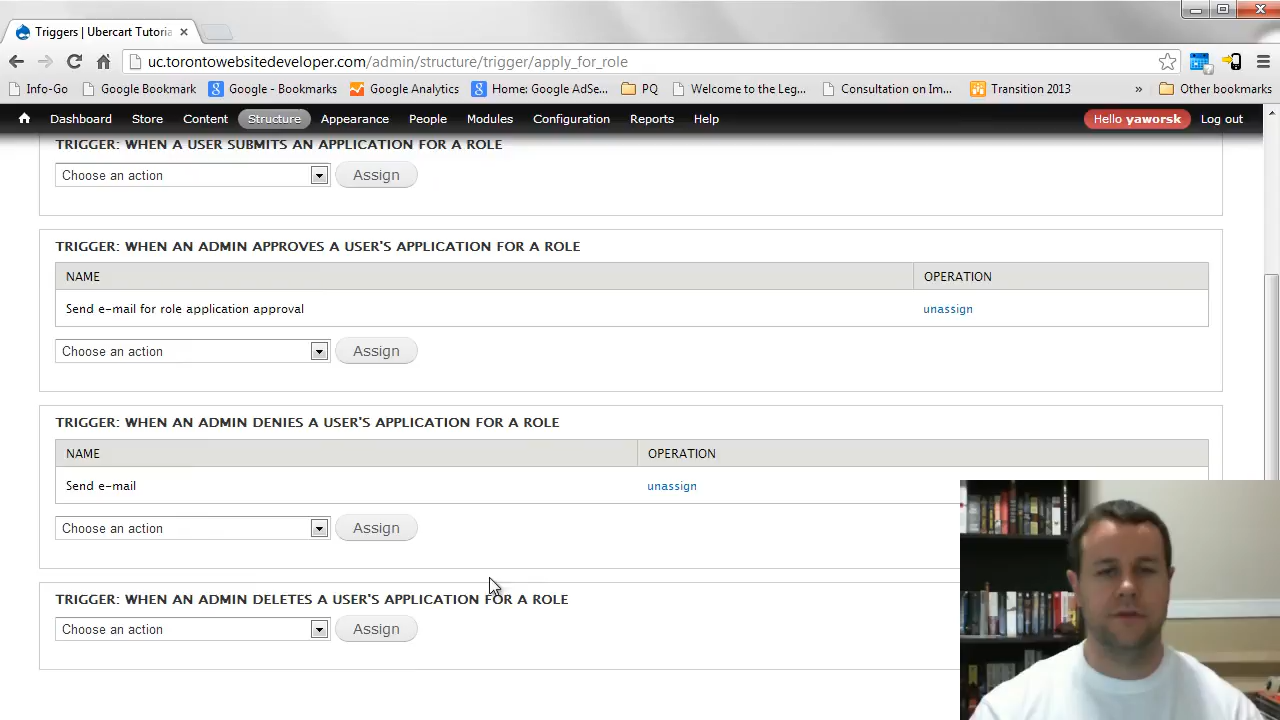 Triggers | Ubercart Tutoria
uc.torontowebsitedeveloper.com/admin/structure/trigger/apply_for_role
Info-Go Google Bookmark Google Bookmarks Google Analytics Home: Google AdSe... PQ Welcome to the Leg... Consultation on Im... Transition 2013 » Other bookmarks
Dashboard Store Content Structure Appearance People Modules Configuration Reports Help Hello yaworsk Log out
TRIGGER: WHEN A USER SUBMITS AN APPLICATION FOR A ROLE
Choose an action Assign
TRIGGER: WHEN AN ADMIN APPROVES A USER'S APPLICATION FOR A ROLE
NAME OPERATION
Send e-mail for role application approval unassign
Choose an action Assign
TRIGGER: WHEN AN ADMIN DENIES A USER'S APPLICATION FOR A ROLE
NAME OPERATION
Send e-mail unassign
Choose an action Assign
TRIGGER: WHEN AN ADMIN DELETES A USER'S APPLICATION FOR A ROLE
Choose an action Assign